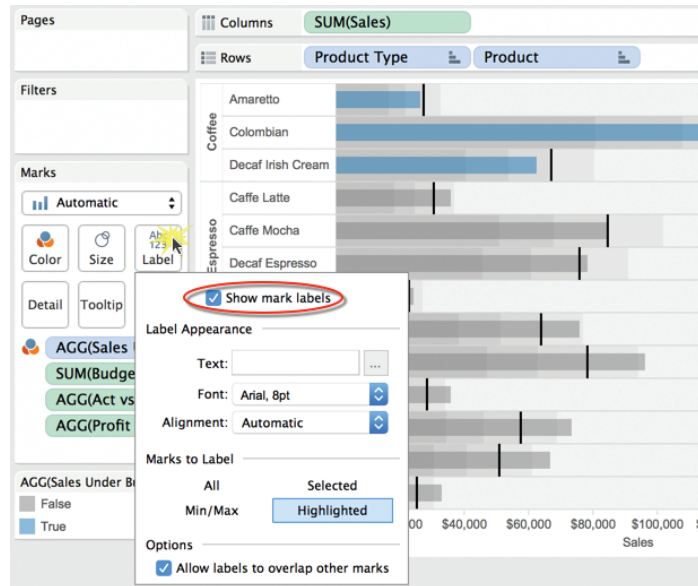 Pages
Columns SUM(Sales)
Rows Product Type Product
Filters
Marks
Automatic
Color Size Abc 123 Label
Detail Tooltip
AGG(Sales
SUM(Budge
AGG(Act vs
AGG(Profit
AGG(Sales Under Bu
False
True
Coffee
Amaretto
Colombian
Decaf Irish Cream
Espresso
Caffe Latte
Caffe Mocha
Decaf Espresso
Show mark labels
Label Appearance
Text: ...
Font: Arial, 8pt
Alignment: Automatic
Marks to Label
All Selected
Min/Max Highlighted
Options
Allow labels to overlap other marks
$40,000 $60,000 $80,000 $100,000
Sales